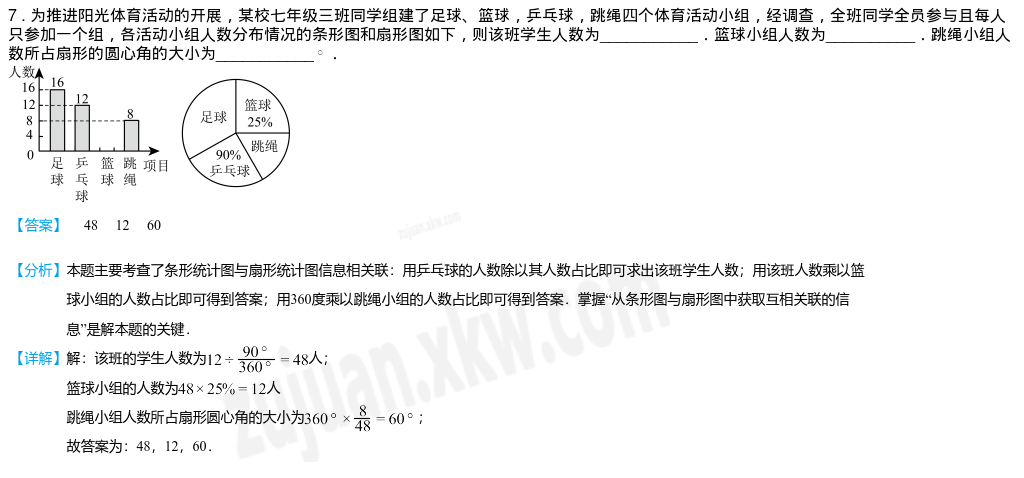 7．为推进阳光体育活动的开展，某校七年级三班同学组建了足球、篮球，乒乓球，跳绳四个体育活动小组，经调查，全班同学全员参与且每人
只参加一个组，各活动小组人数分布情况的条形图和扇形图如下，则该班学生人数为____________．篮球小组人数为___________．跳绳小组人
数所占扇形的圆心角的大小为____________°．
人数
16
12
8
4
0
16
12
8
足球
乒乓球
篮球
跳绳
项目
足球
篮球
25%
跳绳
90%
乒乓球
【答案】 48 12 60
【分析】本题主要考查了条形统计图与扇形统计图信息相关联：用乒乓球的人数除以其人数占比即可求出该班学生人数；用该班人数乘以篮
球小组的人数占比即可得到答案；用360度乘以跳绳小组的人数占比即可得到答案．掌握“从条形图与扇形图中获取互相关联的信
息”是解本题的关键．
【详解】解：该班的学生人数为12÷90°/360°=48人；
篮球小组的人数为48×25%=12人
跳绳小组人数所占扇形圆心角的大小为360°×8/48=60°；
故答案为：48，12，60．
zujuan.xkw.com
zujuan.xkw.com